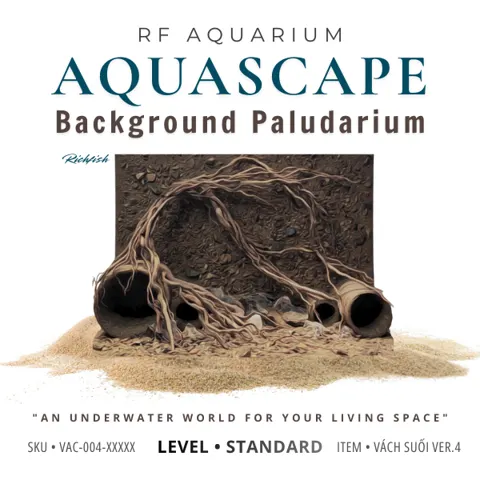 RF AQUARIUM
AQUASCAPE
Background Paludarium
Richfish
"AN UNDERWATER WORLD FOR YOUR LIVING SPACE"
SKU • VAC-004-XXXXX LEVEL • STANDARD ITEM • VÁCH SUỐI VER.4